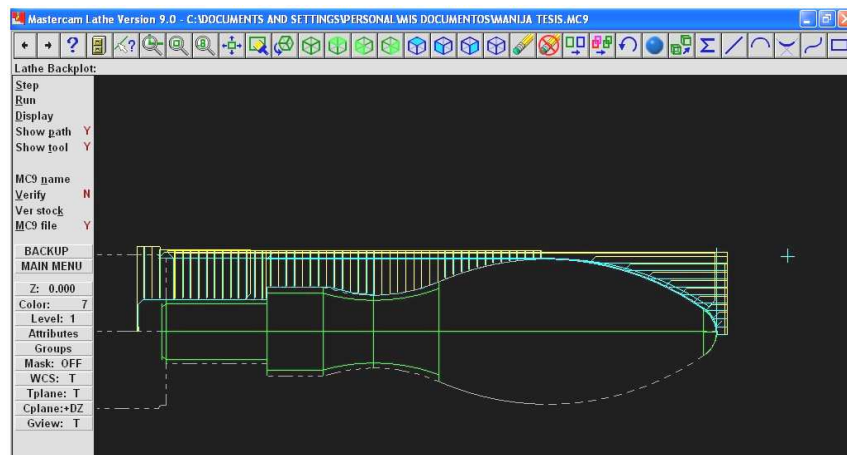 Mastercam Lathe Version 9.0 - C:\DOCUMENTS AND SETTINGS\PERSONAL\MIS DOCUMENTOS\MANIJA TESIS.MC9
Lathe Backplot:
Step
Run
Display
Show path Y
Show tool Y
MC9 name
Verify N
Ver stock
MC9 file Y
BACKUP
MAIN MENU
Z: 0.000
Color: 7
Level: 1
Attributes
Groups
Mask: OFF
WCS: T
Tplane: T
Cplane:+DZ
Gview: T